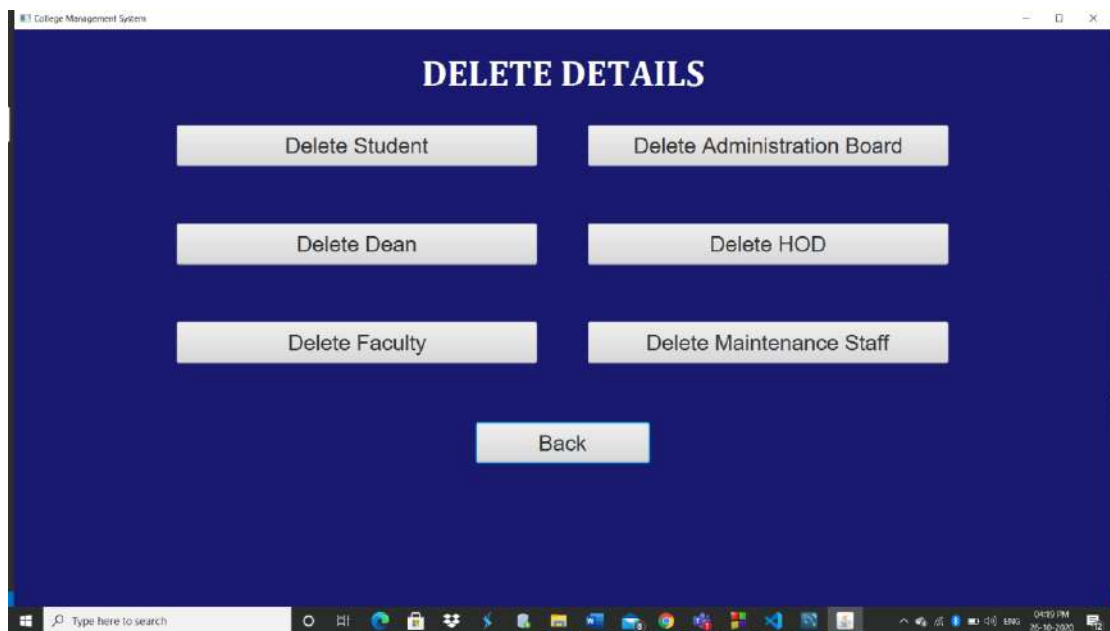 College Management System
DELETE DETAILS
Delete Student
Delete Administration Board
Delete Dean
Delete HOD
Delete Faculty
Delete Maintenance Staff
Back
Type here to search
ENG
04:19 PM
26-10-2020